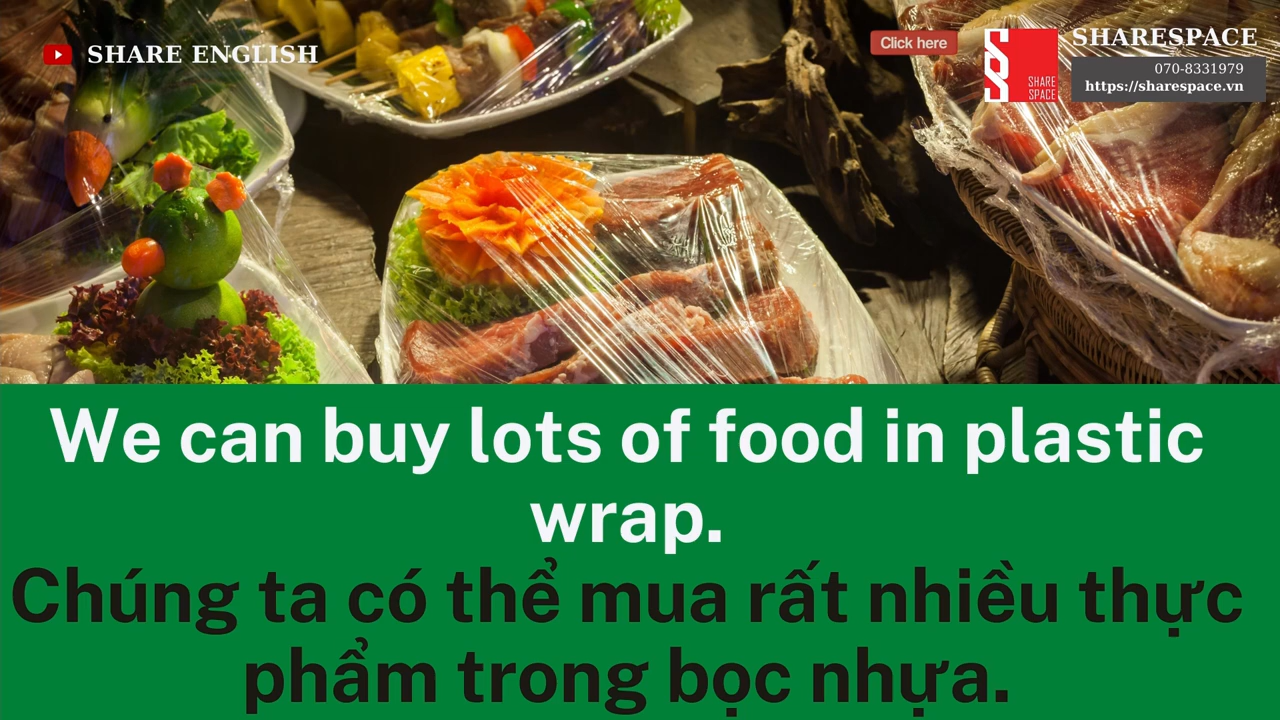 SHARE ENGLISH
Click here
SHARE
SPACE
SHARESPACE
070-8331979
https://sharespace.vn
We can buy lots of food in plastic
wrap.
Chúng ta có thể mua rất nhiều thực
phẩm trong bọc nhựa.